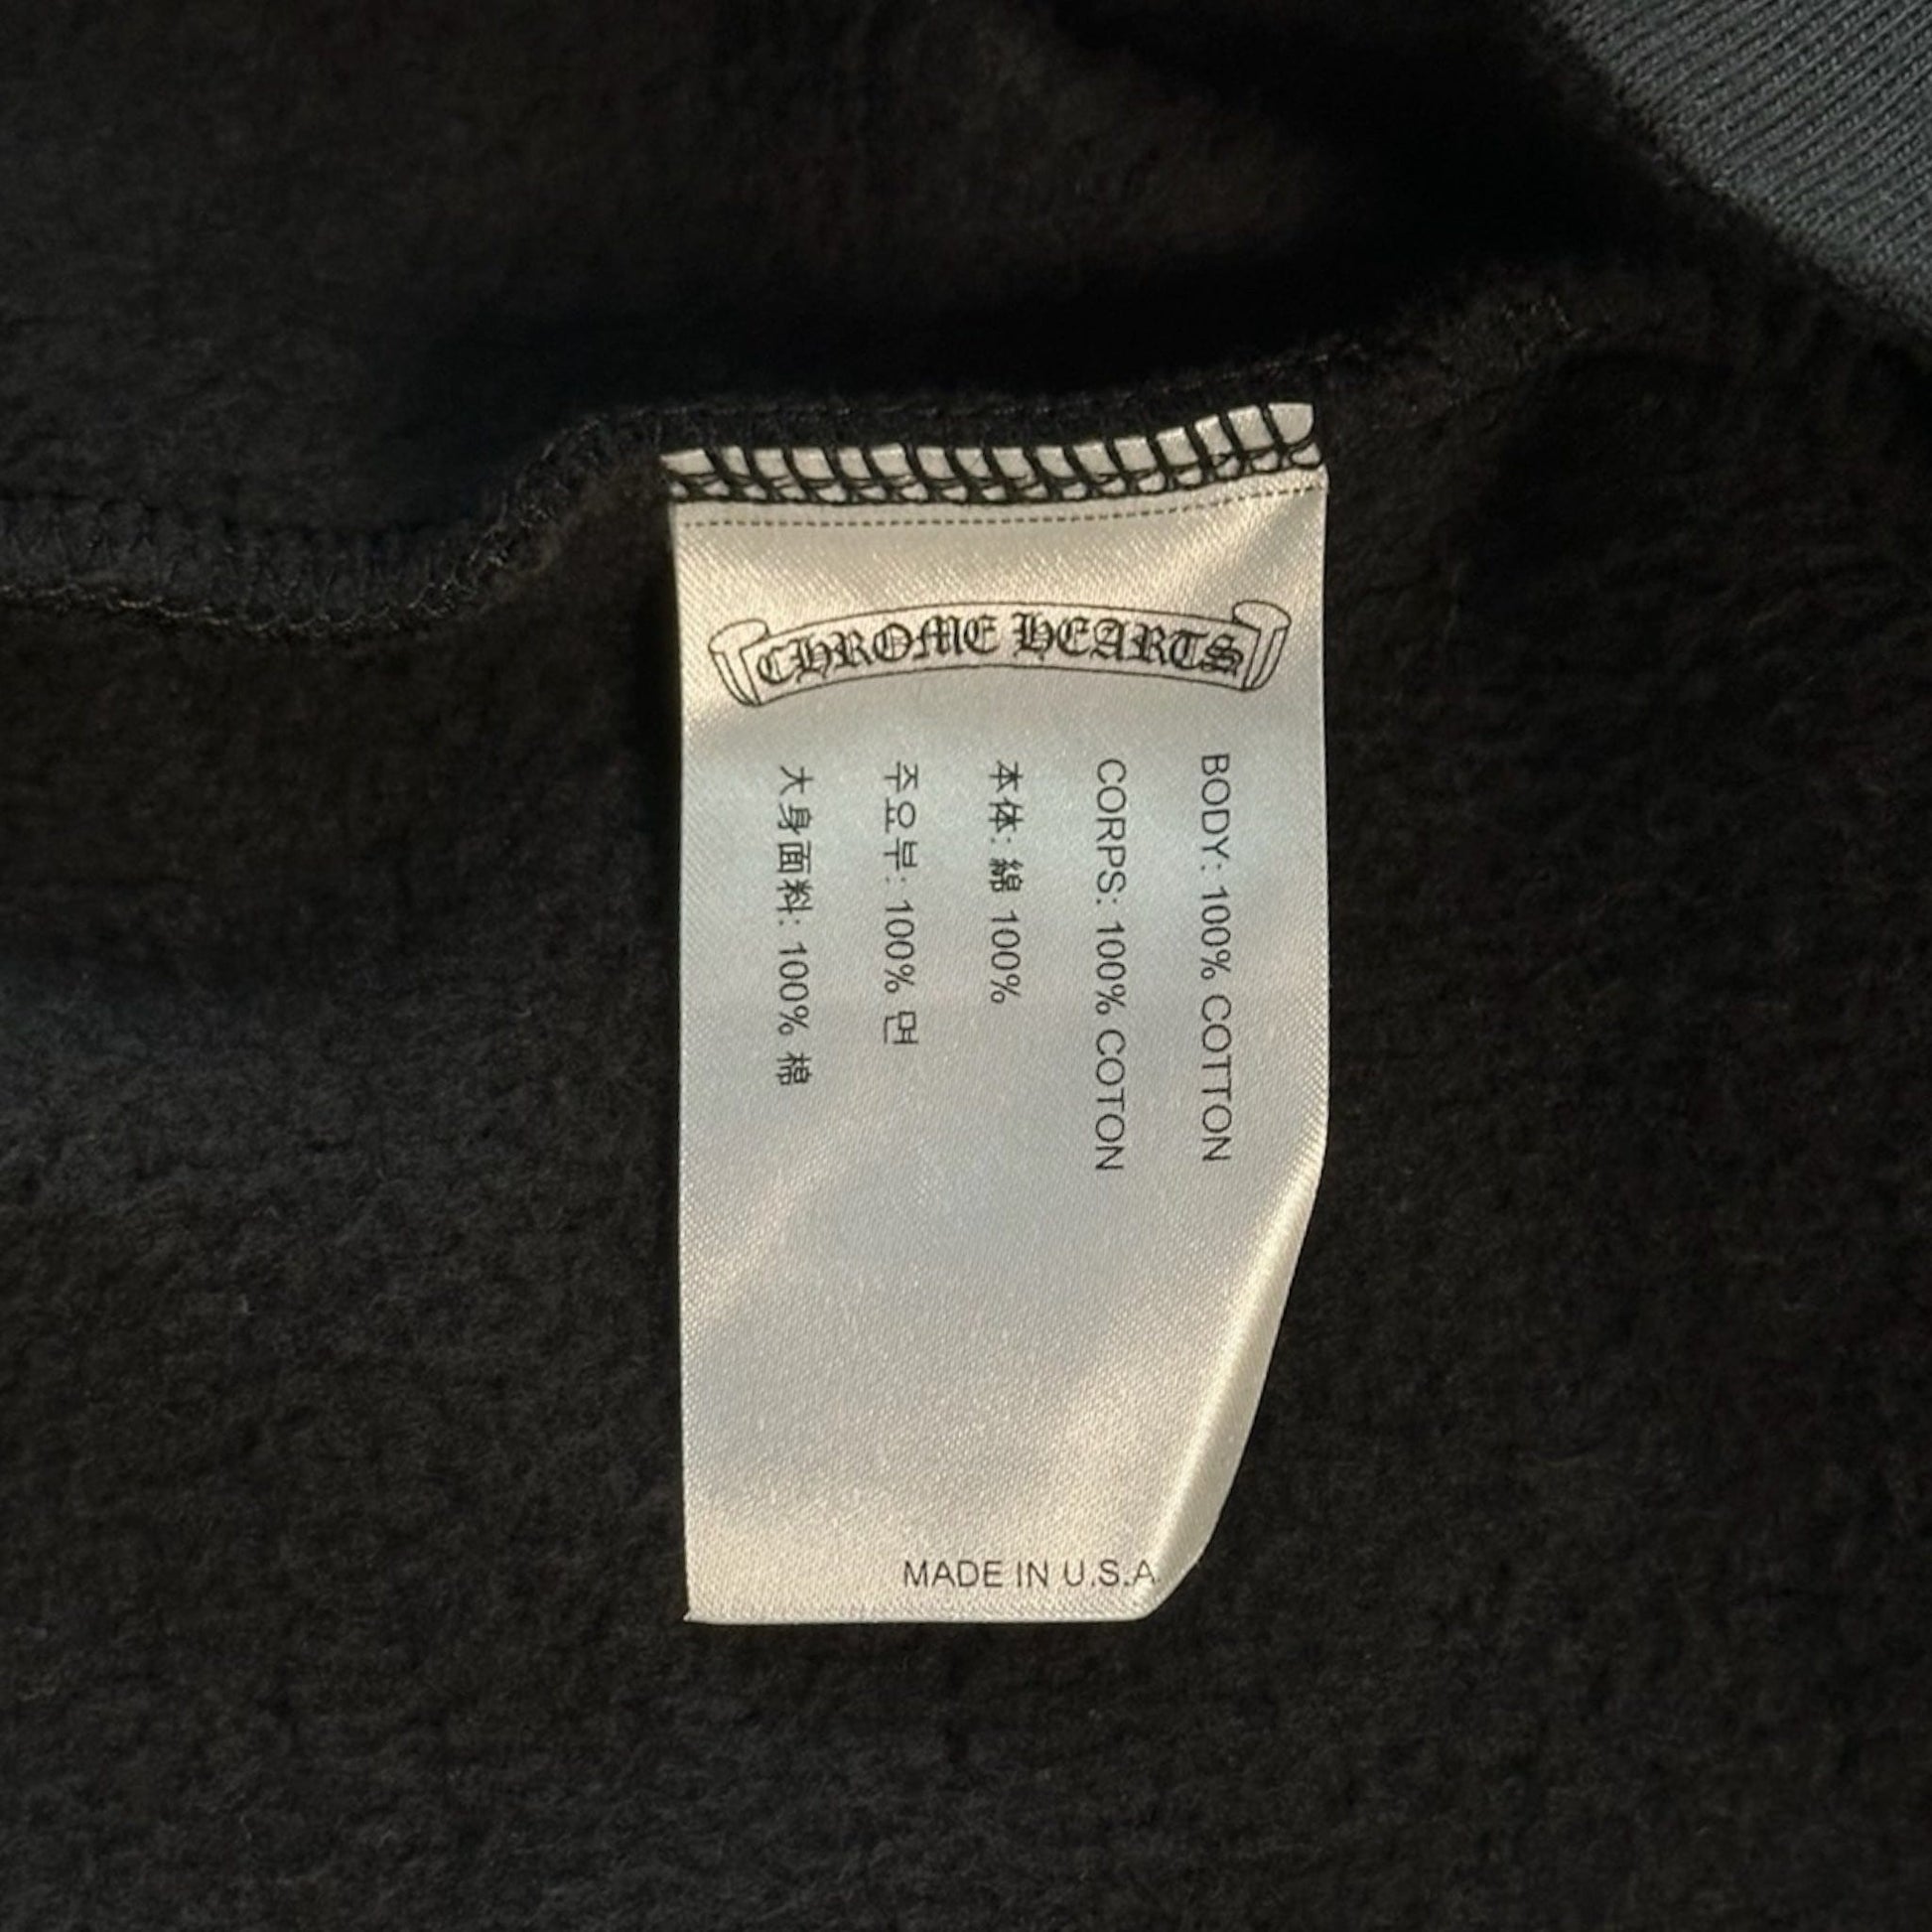 CHROME HEARTS
BODY: 100% COTTON
CORPS: 100% COTON
本体: 綿 100%
주요부: 100% 면
大身面料: 100% 棉
MADE IN U.S.A